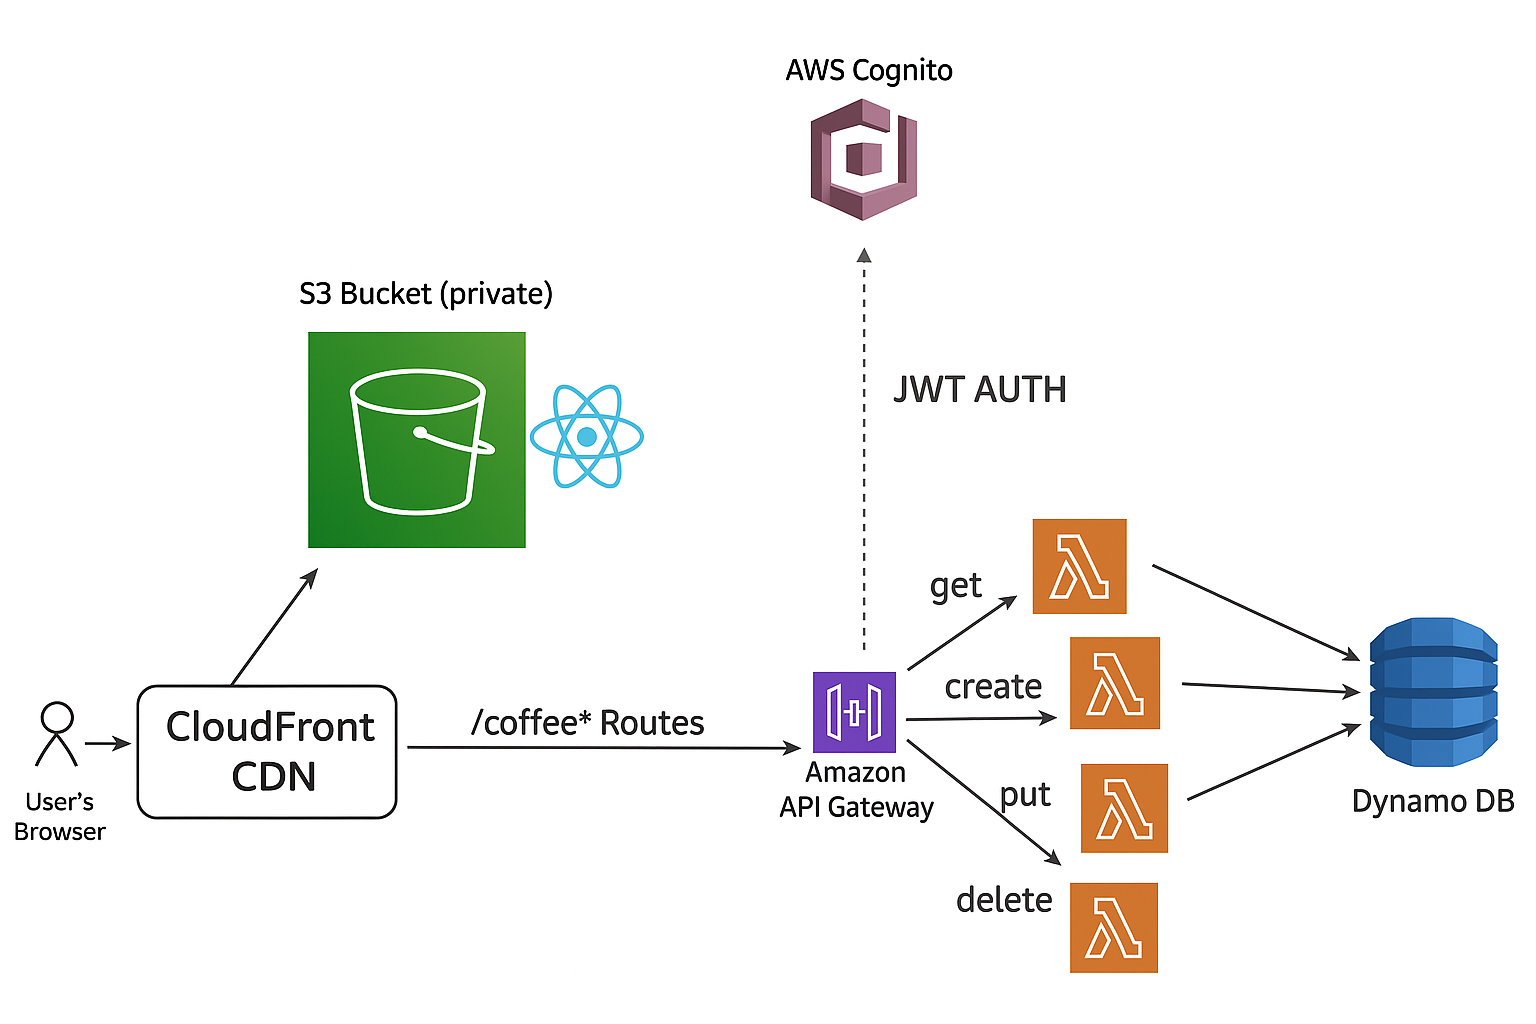 AWS Cognito
S3 Bucket (private)
JWT AUTH
get
create
put
delete
/coffee* Routes
CloudFront
CDN
User's
Browser
Amazon
API Gateway
Dynamo DB